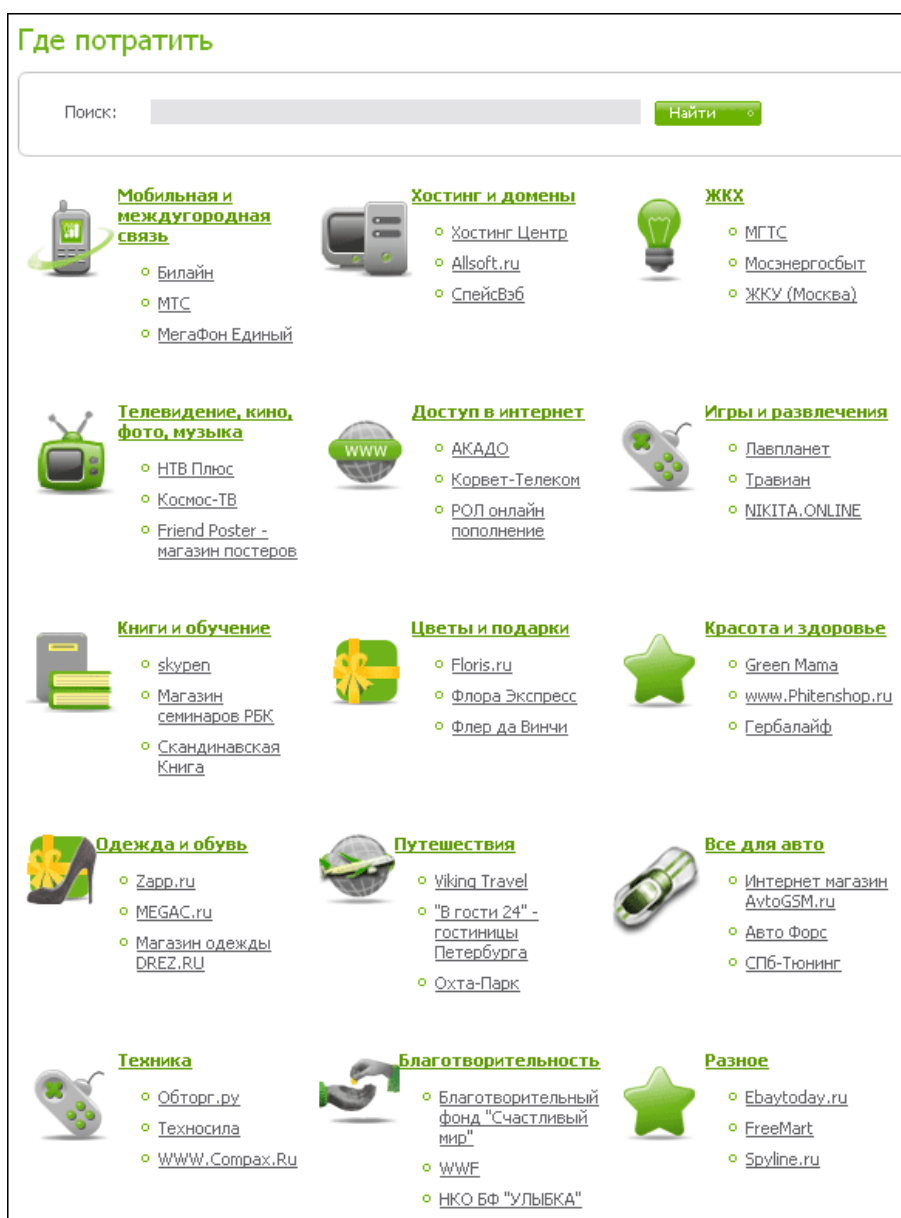 Где потратить
Поиск:
Найти
Мобильная и
междугородная
связь
Билайн
МТС
МегаФон Единый
Хостинг и домены
Хостинг Центр
Allsoft.ru
СпейсВэб
ЖКХ
МГТС
Мосэнергосбыт
ЖКУ (Москва)
Телевидение, кино,
фото, музыка
НТВ Плюс
Космос-ТВ
Friend Poster -
магазин постеров
WWW
Доступ в интернет
АКАДО
Корвет-Телеком
РОЛ онлайн
пополнение
Игры и развлечения
Лавпланет
Травиан
NIKITA.ONLINE
Книги и обучение
skypen
Магазин
семинаров РБК
Скандинавская
Книга
Цветы и подарки
Floris.ru
Флора Экспресс
Флер да Винчи
Красота и здоровье
Green Mama
www.Phitenshop.ru
Гербалайф
Одежда и обувь
Zapp.ru
MEGAC.ru
Магазин одежды
DREZ.RU
Путешествия
Viking Travel
"В гости 24" -
гостиницы
Петербурга
Охта-Парк
Все для авто
Интернет магазин
AvtoGSM.ru
Авто Форс
СПб-Тюнинг
Техника
Обторг.ру
Техносила
WWW.Compax.Ru
Благотворительность
Благотворительный
фонд "Счастливый
мир"
WWF
НКО БФ "УЛЫБКА"
Разное
Ebaytoday.ru
FreeMart
Spyline.ru